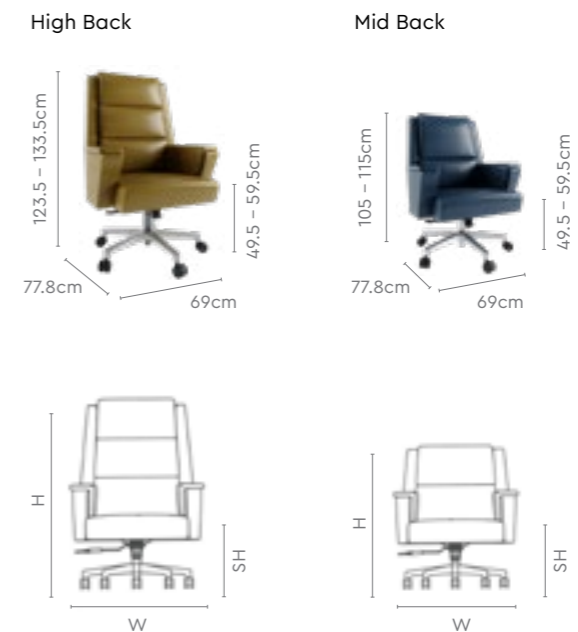 High Back
Mid Back
123.5 – 133.5cm
49.5 – 59.5cm
77.8cm
69cm
105 – 115cm
49.5 – 59.5cm
77.8cm
69cm
H
SH
W
H
SH
W